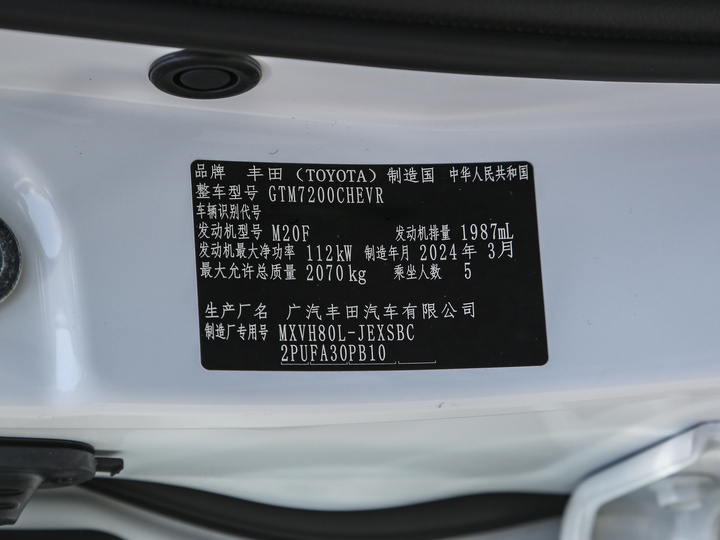 品牌 丰田（TOYOTA）制造国 中华人民共和国
整车型号 GTM7200CHEVR
车辆识别代号
发动机型号 M20F 发动机排量 1987mL
发动机最大净功率 112kW 制造年月 2024年3月
最大允许总质量 2070kg 乘坐人数 5
生产厂名 广汽丰田汽车有限公司
制造厂专用号 MXVH80L-JEXSBC
2PUFA30PB10